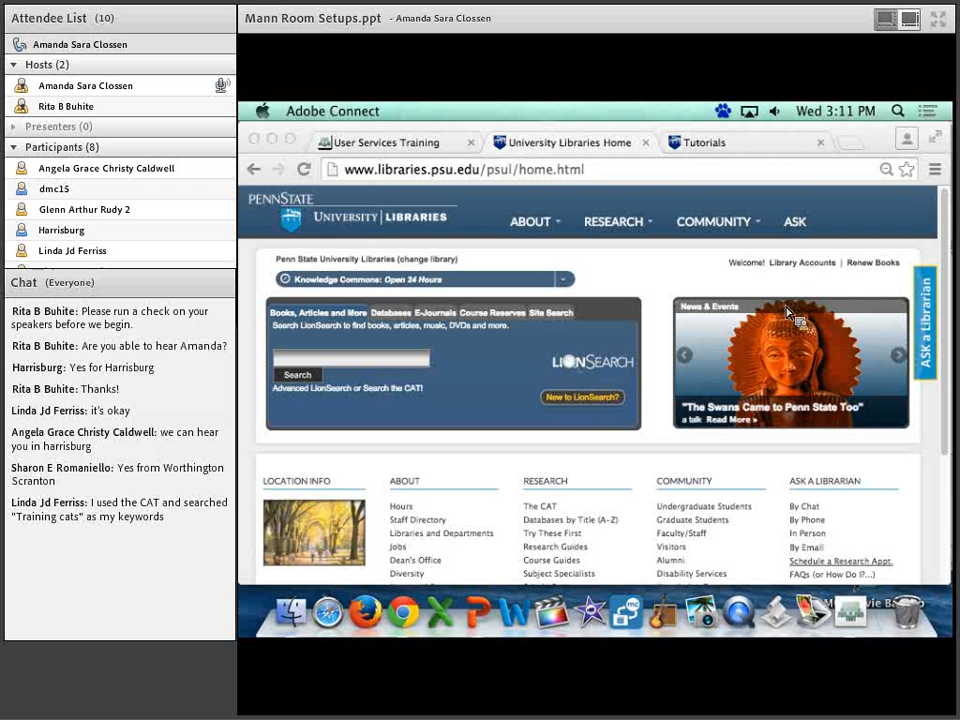 Attendee List (10)
Amanda Sara Clossen
Hosts (2)
Amanda Sara Clossen
Rita B Buhite
Presenters (0)
Participants (8)
Angela Grace Christy Caldwell
dmc15
Glenn Arthur Rudy 2
Harrisburg
Linda Jd Ferriss
Chat (Everyone)
Rita B Buhite: Please run a check on your
speakers before we begin.
Rita B Buhite: Are you able to hear Amanda?
Harrisburg: Yes for Harrisburg
Rita B Buhite: Thanks!
Linda Jd Ferriss: it's okay
Angela Grace Christy Caldwell: we can hear
you in harrisburg
Sharon E Romaniello: Yes from Worthington
Scranton
Linda Jd Ferriss: I used the CAT and searched
"Training cats" as my keywords
Mann Room Setups.ppt - Amanda Sara Clossen
Adobe Connect Wed 3:11 PM
User Services Training University Libraries Home Tutorials
www.libraries.psu.edu/psul/home.html
PENNSTATE
UNIVERSITY LIBRARIES
ABOUT RESEARCH COMMUNITY ASK
Penn State University Libraries (change library)
Welcome! Library Accounts | Renew Books
Knowledge Commons: Open 24 Hours
Books, Articles and More Databases E-Journals Course Reserves Site Search
Search LionSearch to find books, articles, music, DVDs and more.
LIONSEARCH
Search
Advanced LionSearch or Search the CAT!
New to LionSearch?
News & Events
"The Swans Came to Penn State Too"
a talk Read More »
ASK a Librarian
LOCATION INFO
ABOUT
Hours
Staff Directory
Libraries and Departments
Jobs
Dean's Office
Diversity
RESEARCH
The CAT
Databases by Title (A-Z)
Try These First
Research Guides
Course Guides
Subject Specialists
COMMUNITY
Undergraduate Students
Graduate Students
Faculty/Staff
Visitors
Alumni
Disability Services
ASK A LIBRARIAN
By Chat
By Phone
In Person
By Email
Schedule a Research Appt.
FAQs (or How Do I?...)